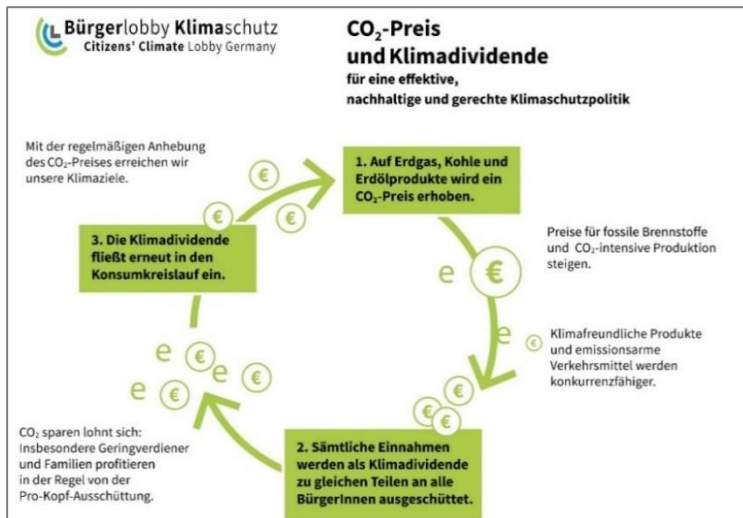 Bürgerlobby Klimaschutz
Citizens' Climate Lobby Germany
CO₂-Preis
und Klimadividende
für eine effektive,
nachhaltige und gerechte Klimaschutzpolitik
Mit der regelmäßigen Anhebung
des CO₂-Preises erreichen wir
unsere Klimaziele.
1. Auf Erdgas, Kohle und
Erdölprodukte wird ein
CO₂-Preis erhoben.
€
€
€
€
3. Die Klimadividende
fließt erneut in den
Konsumkreislauf ein.
Preise für fossile Brennstoffe
und CO₂-intensive Produktion
steigen.
e €
e €
Klimafreundliche Produkte
und emissionsarme
Verkehrsmittel werden
konkurrenzfähiger.
e €
e €
e €
€
€
€
CO₂ sparen lohnt sich:
Insbesondere Geringverdiener
und Familien profitieren
in der Regel von der
Pro-Kopf-Ausschüttung.
2. Sämtliche Einnahmen
werden als Klimadividende
zu gleichen Teilen an alle
BürgerInnen ausgeschüttet.